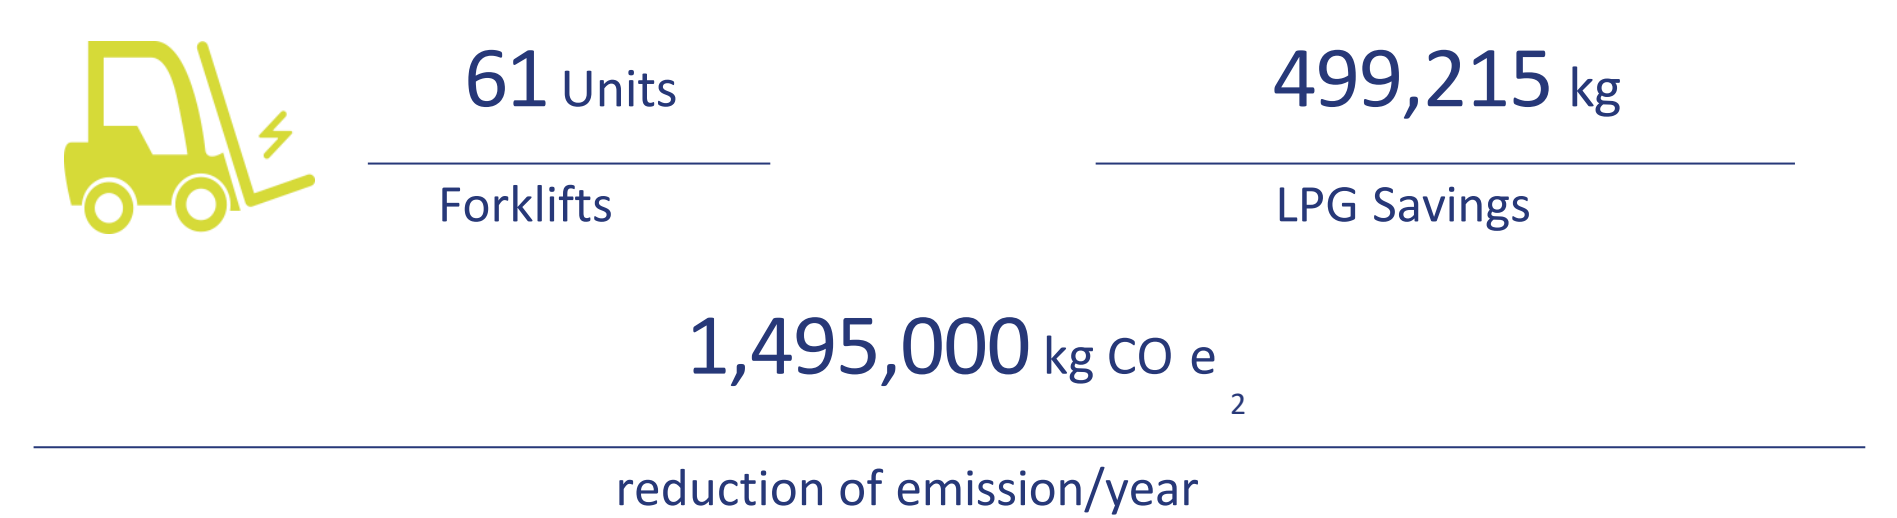 61 Units
499,215 kg
Forklifts
LPG Savings
1,495,000 kg CO e
2
reduction of emission/year